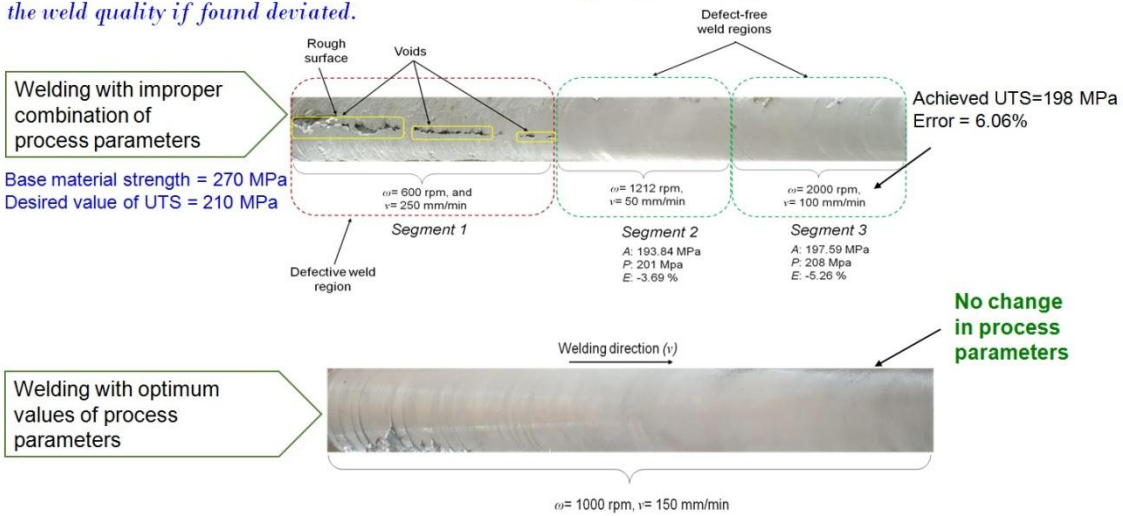 the weld quality if found deviated.
Defect-free
weld regions
Rough
surface
Voids
Welding with improper
combination of
process parameters
Achieved UTS=198 MPa
Error = 6.06%
Base material strength = 270 MPa
Desired value of UTS = 210 MPa
ω= 600 rpm, and
v= 250 mm/min
ω= 1212 rpm,
v= 50 mm/min
ω= 2000 rpm,
v= 100 mm/min
Segment 1
Segment 2
Segment 3
A: 193.84 MPa
P: 201 Mpa
E: -3.69 %
A: 197.59 MPa
P: 208 Mpa
E: -5.26 %
Defective weld
region
No change
in process
parameters
Welding direction (v)
Welding with optimum
values of process
parameters
ω= 1000 rpm, v= 150 mm/min